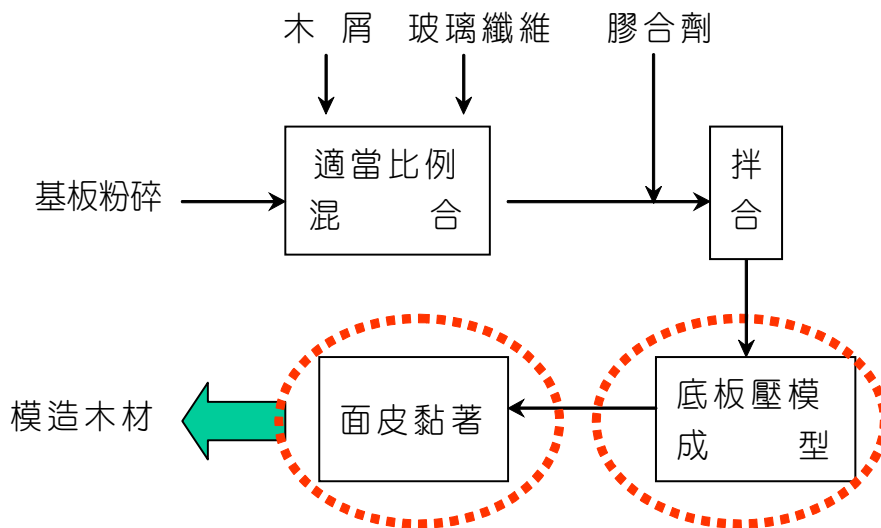 木 屑 玻璃纖維 膠合劑
適當比例
混 合
拌
合
基板粉碎
底板壓模
成 型
面皮黏著
模造木材